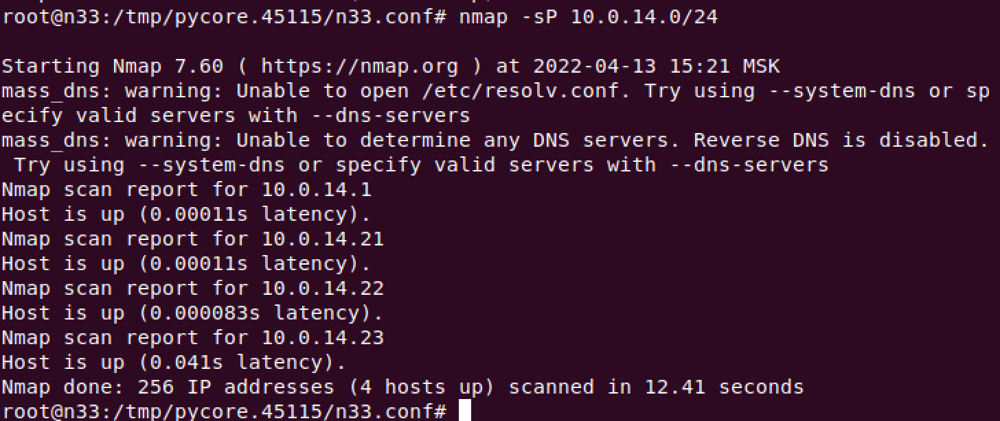 root@n33:/tmp/pycore.45115/n33.conf# nmap -sP 10.0.14.0/24
Starting Nmap 7.60 ( https://nmap.org ) at 2022-04-13 15:21 MSK
mass_dns: warning: Unable to open /etc/resolv.conf. Try using --system-dns or sp
ecify valid servers with --dns-servers
mass_dns: warning: Unable to determine any DNS servers. Reverse DNS is disabled.
 Try using --system-dns or specify valid servers with --dns-servers
Nmap scan report for 10.0.14.1
Host is up (0.00011s latency).
Nmap scan report for 10.0.14.21
Host is up (0.00011s latency).
Nmap scan report for 10.0.14.22
Host is up (0.000083s latency).
Nmap scan report for 10.0.14.23
Host is up (0.041s latency).
Nmap done: 256 IP addresses (4 hosts up) scanned in 12.41 seconds
root@n33:/tmp/pycore.45115/n33.conf#